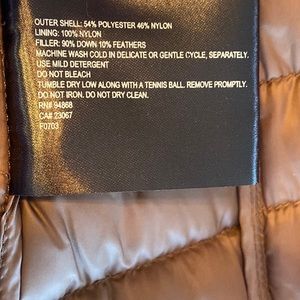 OUTER SHELL: 54% POLYESTER 46% NYLON
LINING: 100% NYLON
FILLER: 90% DOWN 10% FEATHERS
MACHINE WASH COLD IN DELICATE OR GENTLE CYCLE, SEPARATELY.
USE MILD DETERGENT
DO NOT BLEACH
TUMBLE DRY LOW ALONG WITH A TENNIS BALL. REMOVE PROMPTLY.
DO NOT IRON. DO NOT DRY CLEAN.
RN# 94868
CA# 23067
F0703